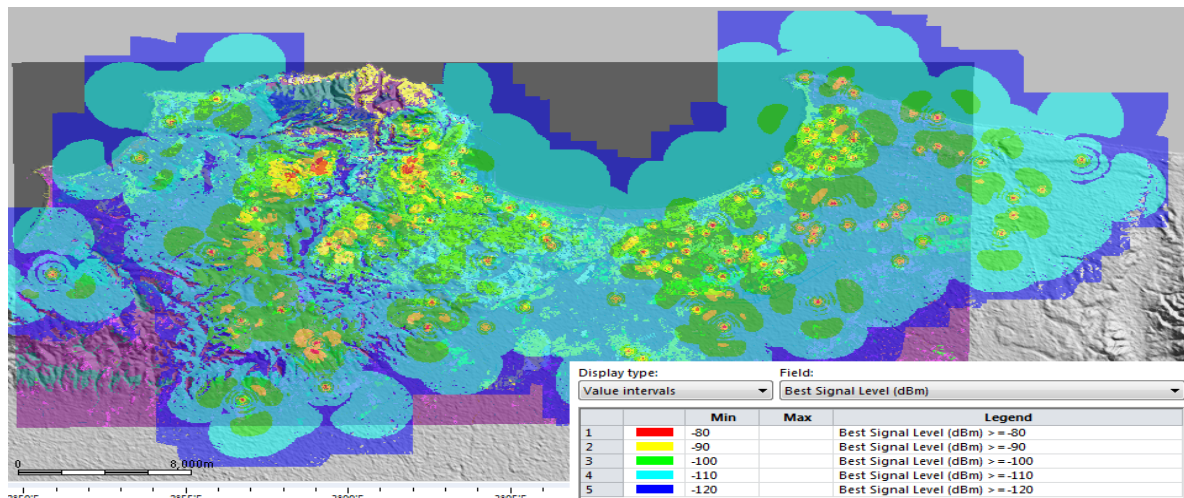 Display type:
Field:
Value intervals
Best Signal Level (dBm)
Min Max Legend
1 -80 Best Signal Level (dBm) >=-80
2 -90 Best Signal Level (dBm) >=-90
3 -100 Best Signal Level (dBm) >=-100
4 -110 Best Signal Level (dBm) >=-110
5 -120 Best Signal Level (dBm) >=-120
0 8,000m